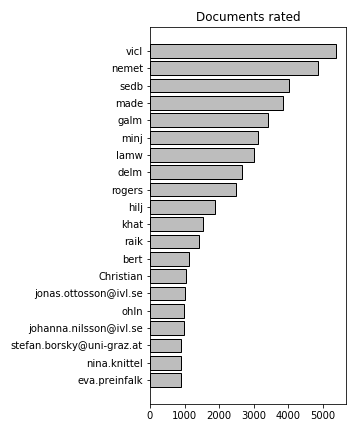 Documents rated
vicl
nemet
sedb
made
galm
minj
lamw
delm
rogers
hilj
khat
raik
bert
Christian
jonas.ottosson@ivl.se
ohln
johanna.nilsson@ivl.se
stefan.borsky@uni-graz.at
nina.knittel
eva.preinfalk
0 1000 2000 3000 4000 5000